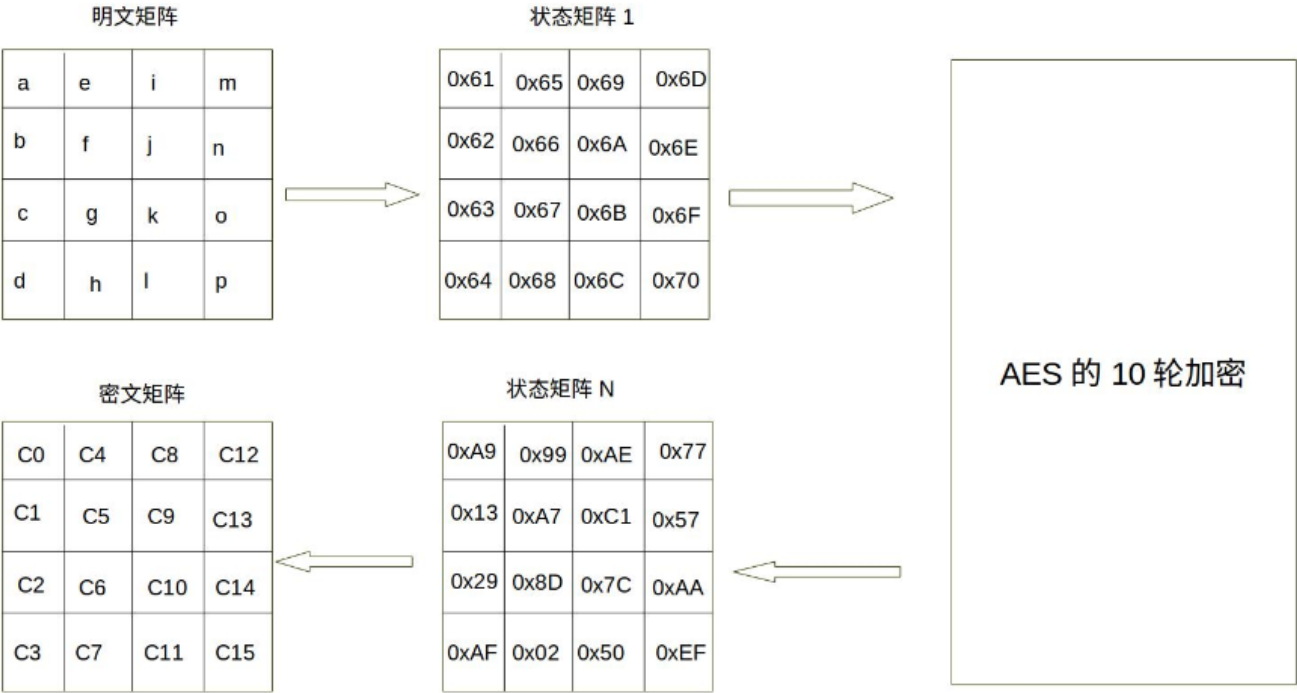 明文矩阵
状态矩阵 1
a e i m
b f j n
c g k o
d h l p
0x61 0x65 0x69 0x6D
0x62 0x66 0x6A 0x6E
0x63 0x67 0x6B 0x6F
0x64 0x68 0x6C 0x70
AES 的 10 轮加密
密文矩阵
状态矩阵 N
C0 C4 C8 C12
C1 C5 C9 C13
C2 C6 C10 C14
C3 C7 C11 C15
0xA9 0x99 0xAE 0x77
0x13 0xA7 0xC1 0x57
0x29 0x8D 0x7C 0xAA
0xAF 0x02 0x50 0xEF